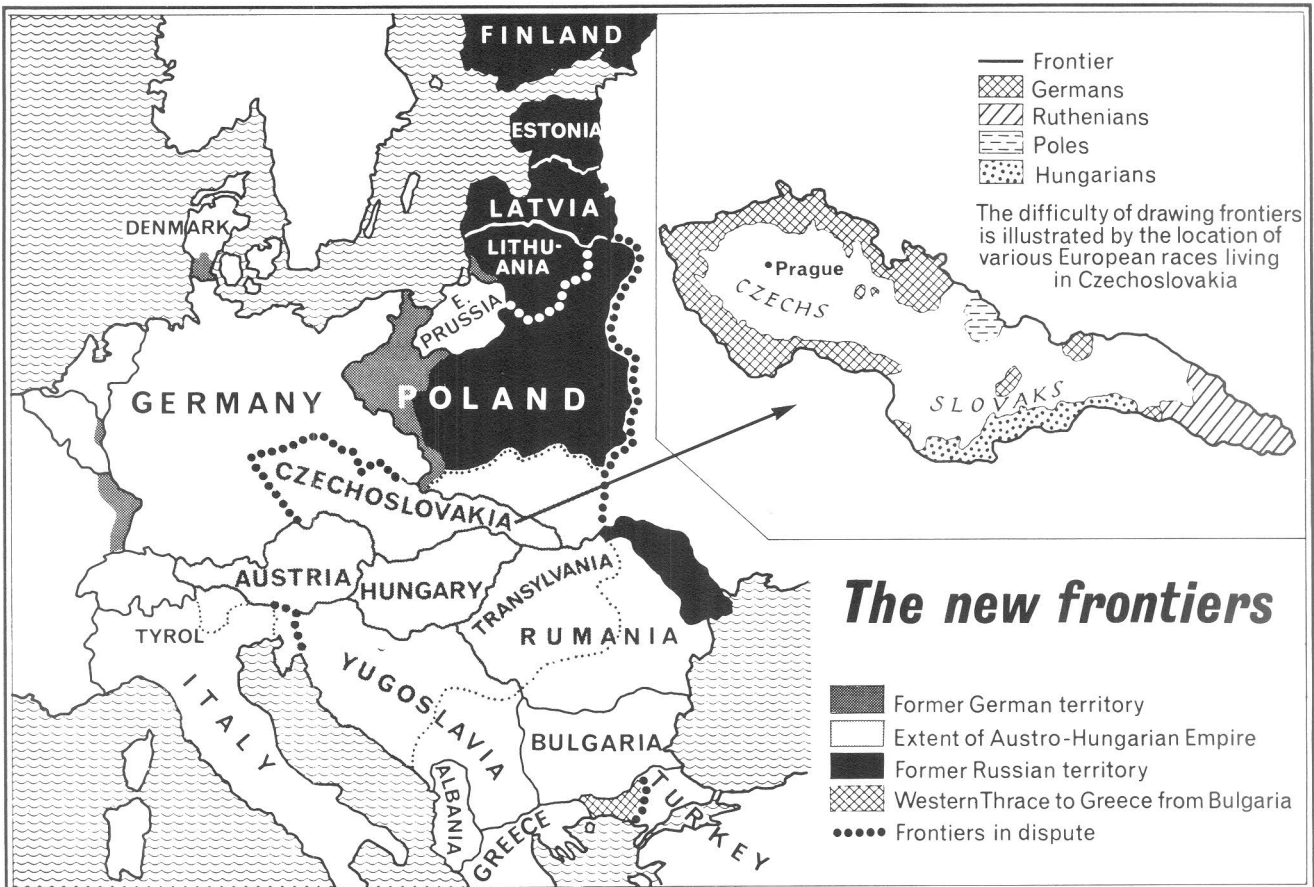 FINLAND
ESTONIA
LATVIA
LITHU-
ANIA
DENMARK
E.
PRUSSIA
GERMANY
POLAND
CZECHOSLOVAKIA
AUSTRIA
HUNGARY
TRANSYLVANIA
TYROL
RUMANIA
ITALY
YUGOSLAVIA
BULGARIA
ALBANIA
GREECE
TURKEY
Frontier
Germans
Ruthenians
Poles
Hungarians
The difficulty of drawing frontiers
is illustrated by the location of
various European races living
in Czechoslovakia
Prague
CZECHS
SLOVAKS
The new frontiers
Former German territory
Extent of Austro-Hungarian Empire
Former Russian territory
Western Thrace to Greece from Bulgaria
Frontiers in dispute